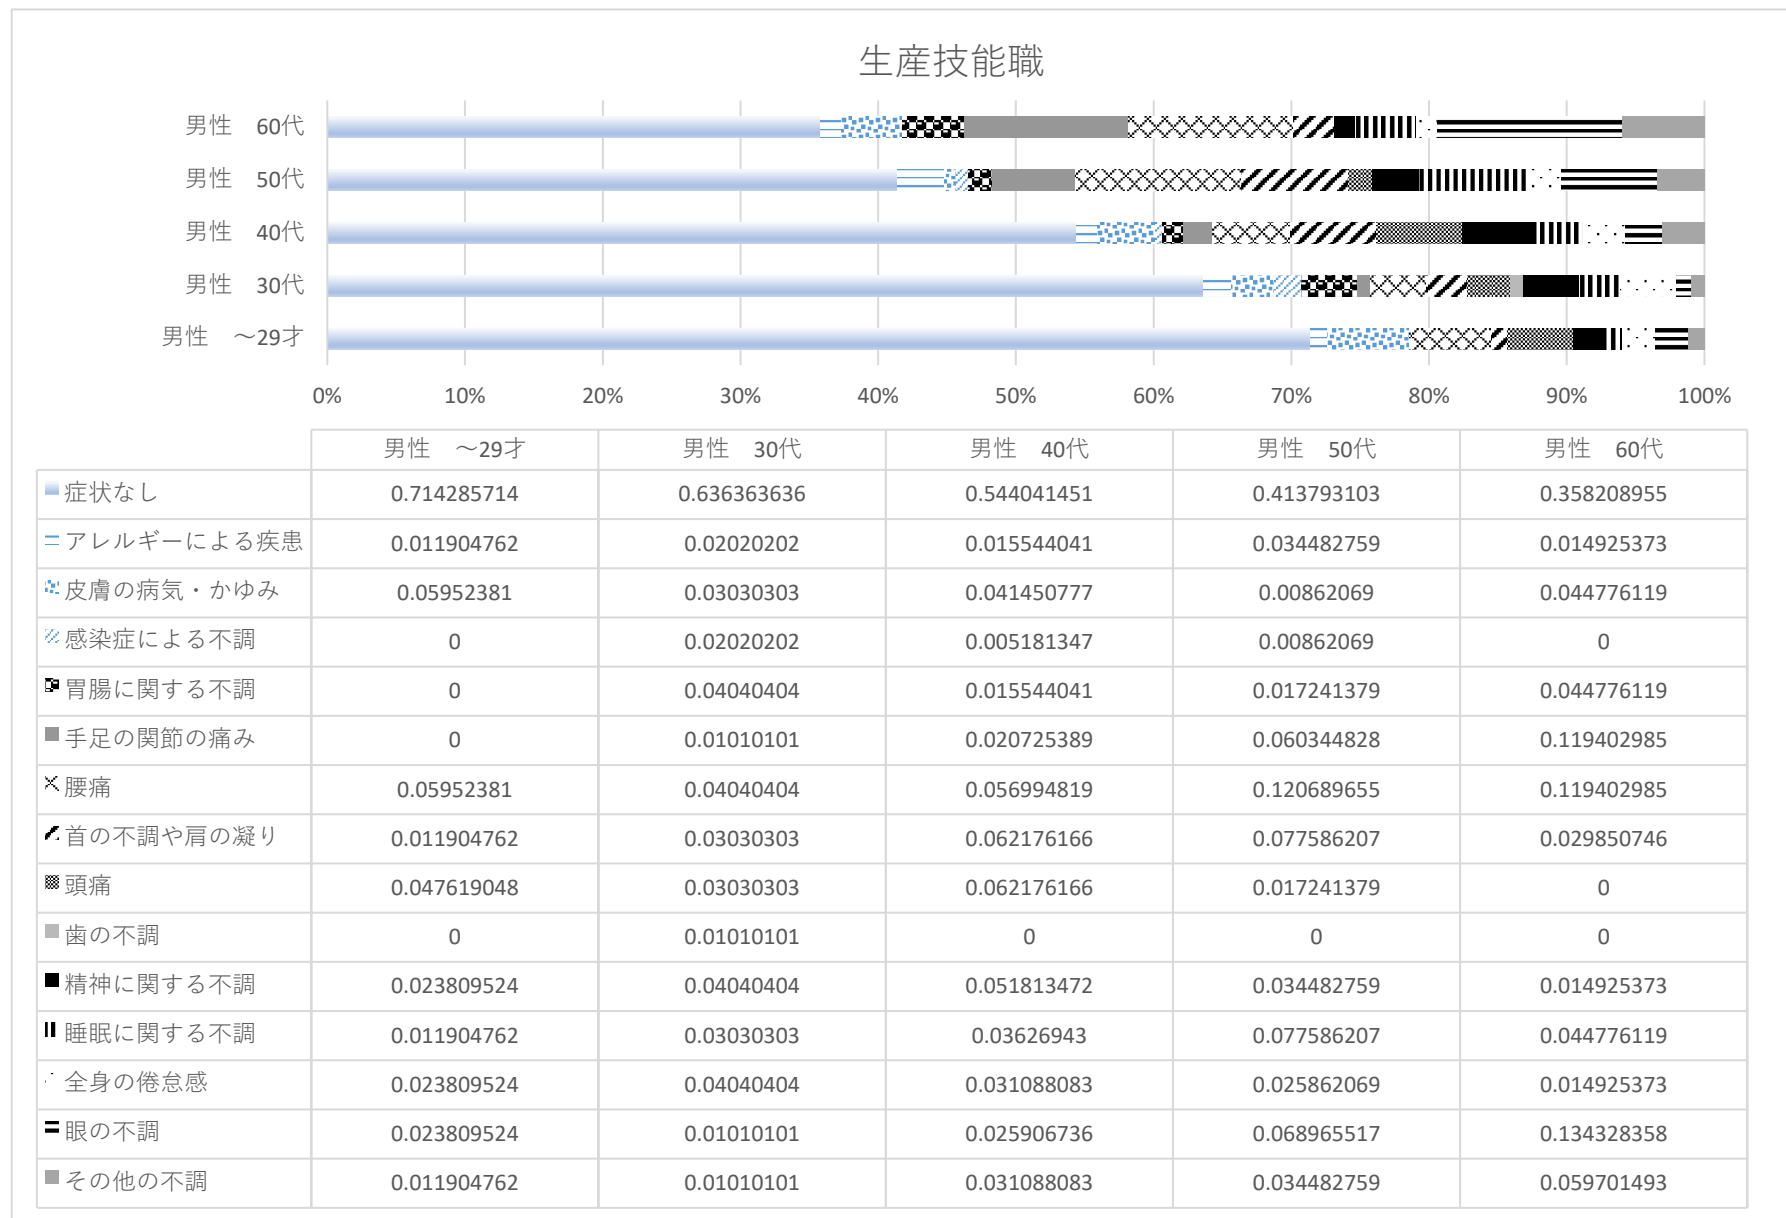 生産技能職
男性　60代
男性　50代
男性　40代
男性　30代
男性　～29才
0% 10% 20% 30% 40% 50% 60% 70% 80% 90% 100%
男性　～29才 男性　30代 男性　40代 男性　50代 男性　60代
症状なし 0.714285714 0.636363636 0.544041451 0.413793103 0.358208955
アレルギーによる疾患 0.011904762 0.02020202 0.015544041 0.034482759 0.014925373
皮膚の病気・かゆみ 0.05952381 0.03030303 0.041450777 0.00862069 0.044776119
感染症による不調 0 0.02020202 0.005181347 0.00862069 0
胃腸に関する不調 0 0.04040404 0.015544041 0.017241379 0.044776119
手足の関節の痛み 0 0.01010101 0.020725389 0.060344828 0.119402985
腰痛 0.05952381 0.04040404 0.056994819 0.120689655 0.119402985
首の不調や肩の凝り 0.011904762 0.03030303 0.062176166 0.077586207 0.029850746
頭痛 0.047619048 0.03030303 0.062176166 0.017241379 0
歯の不調 0 0.01010101 0 0 0
精神に関する不調 0.023809524 0.04040404 0.051813472 0.034482759 0.014925373
睡眠に関する不調 0.011904762 0.03030303 0.03626943 0.077586207 0.044776119
全身の倦怠感 0.023809524 0.04040404 0.031088083 0.025862069 0.014925373
眼の不調 0.023809524 0.01010101 0.025906736 0.068965517 0.134328358
その他の不調 0.011904762 0.01010101 0.031088083 0.034482759 0.059701493